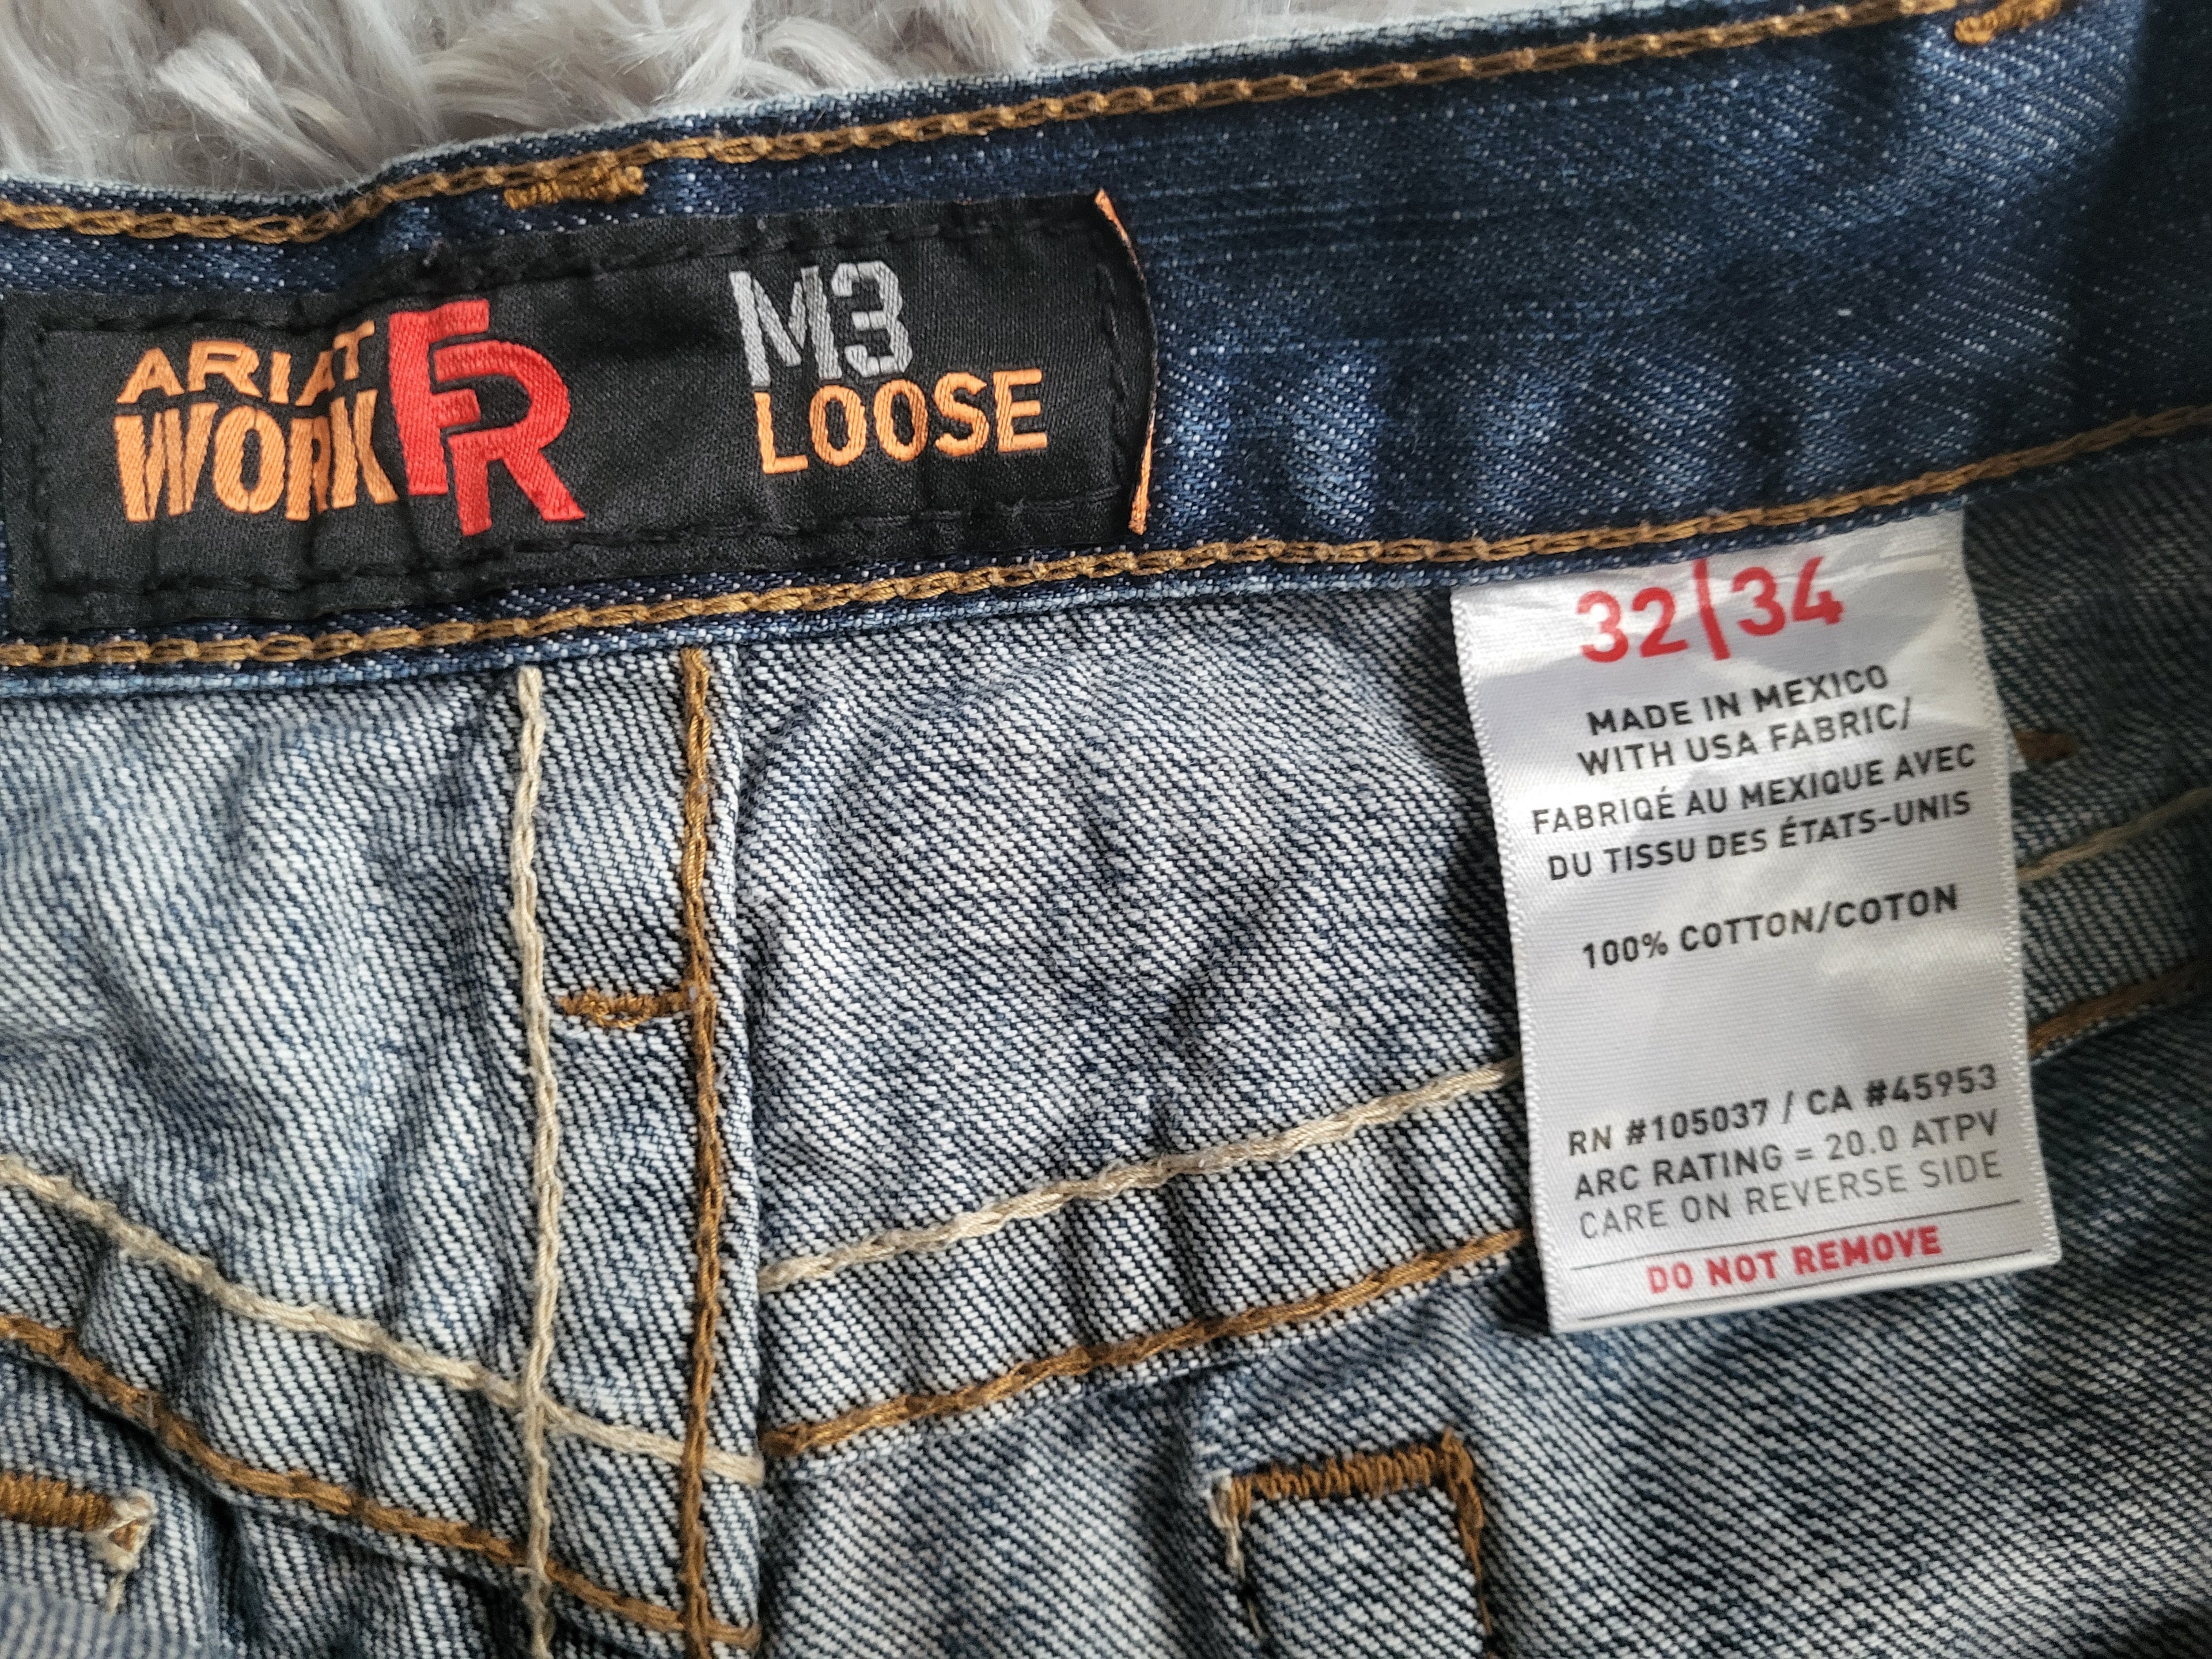 ARIAT
WORK FR
M3
LOOSE
32|34
MADE IN MEXICO
WITH USA FABRIC/
FABRIQÉ AU MEXIQUE AVEC
DU TISSU DES ÉTATS-UNIS
100% COTTON/COTON
RN #105037 / CA #45953
ARC RATING = 20.0 ATPV
CARE ON REVERSE SIDE
DO NOT REMOVE